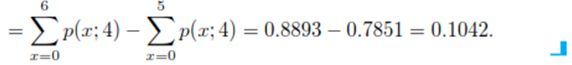 = ∑_{x=0}^{6} p(x; 4) − ∑_{x=0}^{5} p(x; 4) = 0.8893 − 0.7851 = 0.1042.